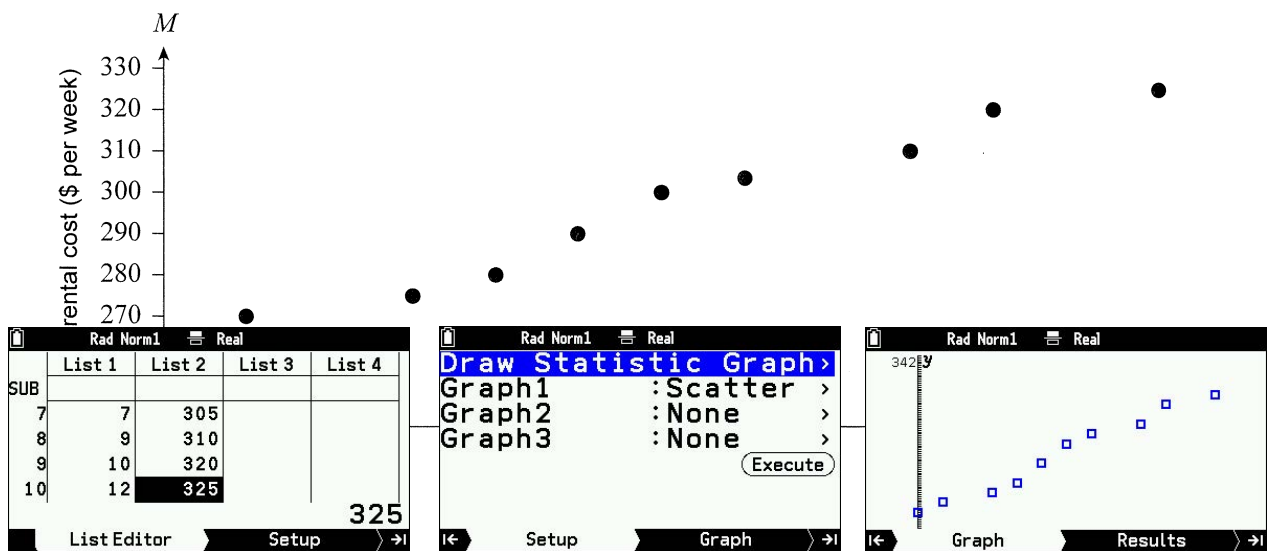 M
330
320
310
300
290
280
270
rental cost ($ per week)
Rad Norm1 Real
List 1 List 2 List 3 List 4
SUB
7 7 305
8 9 310
9 10 320
10 12 325
325
List Editor Setup
Rad Norm1 Real
Draw Statistic Graph›
Graph1 :Scatter ›
Graph2 :None ›
Graph3 :None ›
Execute
Setup Graph
Rad Norm1 Real
342 y
Graph Results